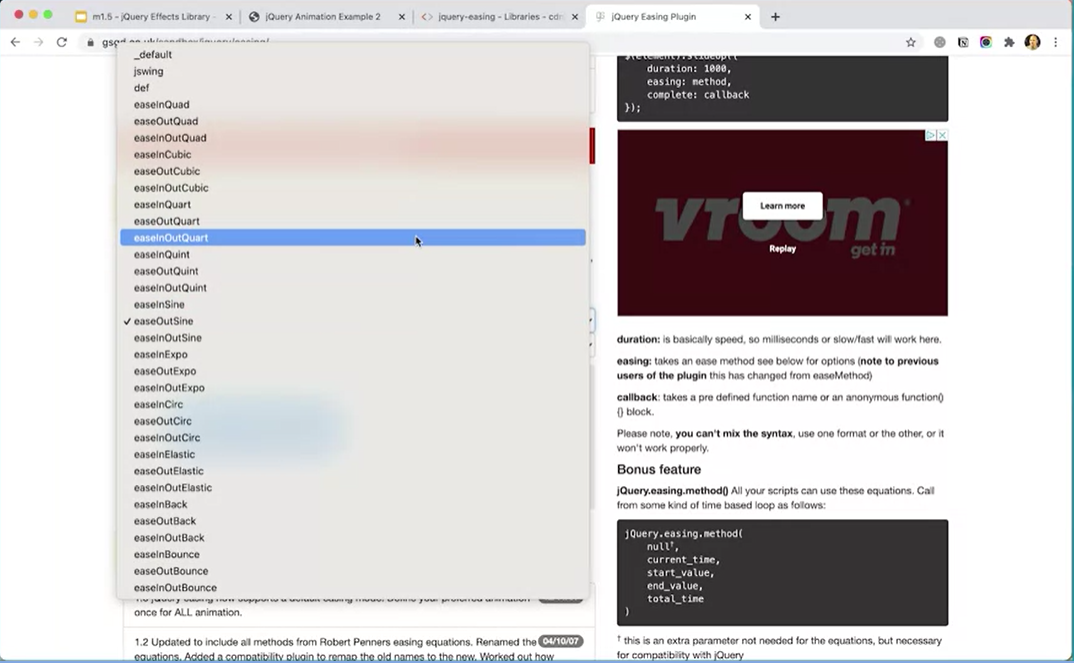 m1.5 - jQuery Effects Library -
jQuery Animation Example 2
jquery-easing - Libraries - cdn
jQuery Easing Plugin
_default
jswing
def
easeInQuad
easeOutQuad
easeInOutQuad
easeInCubic
easeOutCubic
easeInOutCubic
easeInQuart
easeOutQuart
easeInOutQuart
easeInQuint
easeOutQuint
easeInOutQuint
easeInSine
✓ easeOutSine
easeInOutSine
easeInExpo
easeOutExpo
easeInOutExpo
easeInCirc
easeOutCirc
easeInOutCirc
easeInElastic
easeOutElastic
easeInOutElastic
easeInBack
easeOutBack
easeInOutBack
easeInBounce
easeOutBounce
easeInOutBounce
once for ALL animation.
1.2 Updated to include all methods from Robert Penners easing equations. Renamed the 04/10/07
equations. Added a compatibility plugin to remap the old names to the new. Worked out how
duration: 1000,
easing: method,
complete: callback
});
vroom
get in
Learn more
Replay
duration: is basically speed, so milliseconds or slow/fast will work here.
easing: takes an ease method see below for options (note to previous
users of the plugin this has changed from easeMethod)
callback: takes a pre defined function name or an anonymous function()
{} block.
Please note, you can't mix the syntax, use one format or the other, or it
won't work properly.
Bonus feature
jQuery.easing.method() All your scripts can use these equations. Call
from some kind of time based loop as follows:
jQuery.easing.method(
null†,
current_time,
start_value,
end_value,
total_time
)
† this is an extra parameter not needed for the equations, but necessary
for compatibility with jQuery